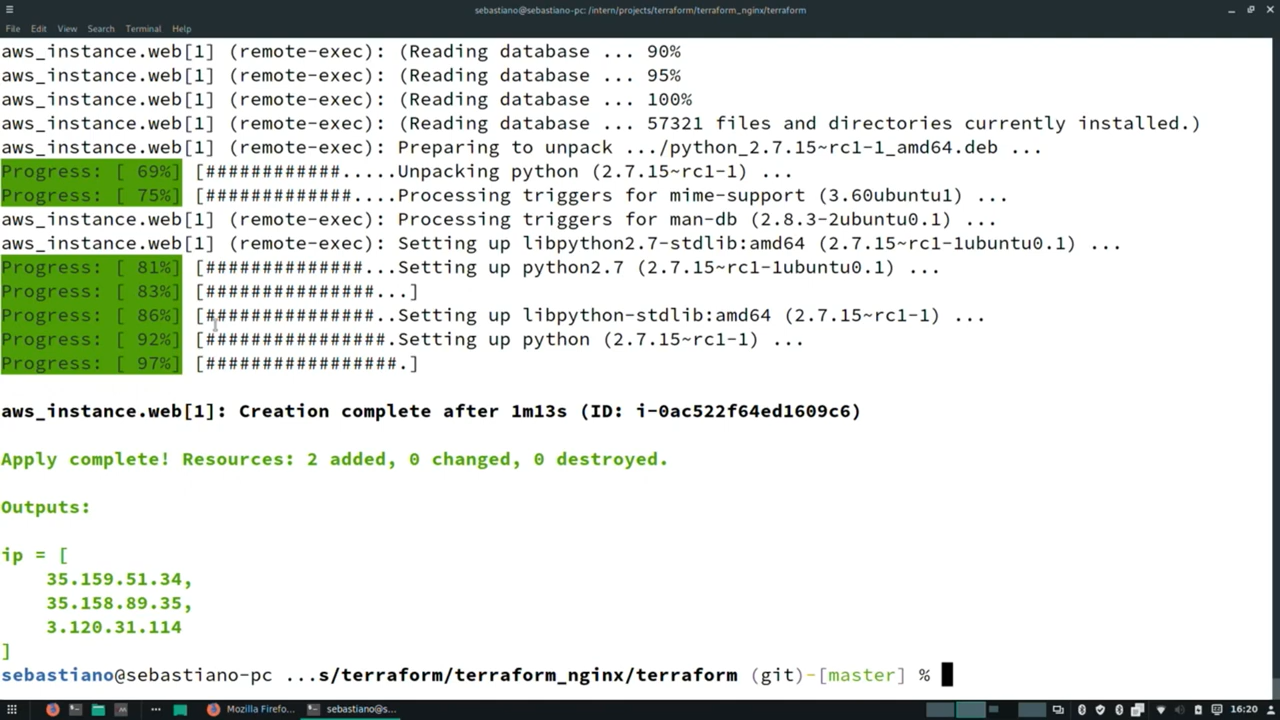 sebastiano@sebastiano-pc: /intern/projects/terraform/terraform_nginx/terraform
File Edit View Search Terminal Help
aws_instance.web[1] (remote-exec): (Reading database ... 90%
aws_instance.web[1] (remote-exec): (Reading database ... 95%
aws_instance.web[1] (remote-exec): (Reading database ... 100%
aws_instance.web[1] (remote-exec): (Reading database ... 57321 files and directories currently installed.)
aws_instance.web[1] (remote-exec): Preparing to unpack .../python_2.7.15~rc1-1_amd64.deb ...
Progress: [ 69%] [############.....Unpacking python (2.7.15~rc1-1) ...
Progress: [ 75%] [#############....Processing triggers for mime-support (3.60ubuntu1) ...
aws_instance.web[1] (remote-exec): Processing triggers for man-db (2.8.3-2ubuntu0.1) ...
aws_instance.web[1] (remote-exec): Setting up libpython2.7-stdlib:amd64 (2.7.15~rc1-1ubuntu0.1) ...
Progress: [ 81%] [##############...Setting up python2.7 (2.7.15~rc1-1ubuntu0.1) ...
Progress: [ 83%] [###############...]
Progress: [ 86%] [###############..Setting up libpython-stdlib:amd64 (2.7.15~rc1-1) ...
Progress: [ 92%] [################.Setting up python (2.7.15~rc1-1) ...
Progress: [ 97%] [#################.]
aws_instance.web[1]: Creation complete after 1m13s (ID: i-0ac522f64ed1609c6)
Apply complete! Resources: 2 added, 0 changed, 0 destroyed.
Outputs:
ip = [
    35.159.51.34,
    35.158.89.35,
    3.120.31.114
]
sebastiano@sebastiano-pc ...s/terraform/terraform_nginx/terraform (git)-[master] %
Mozilla Firefo... sebastiano@s... 16:20